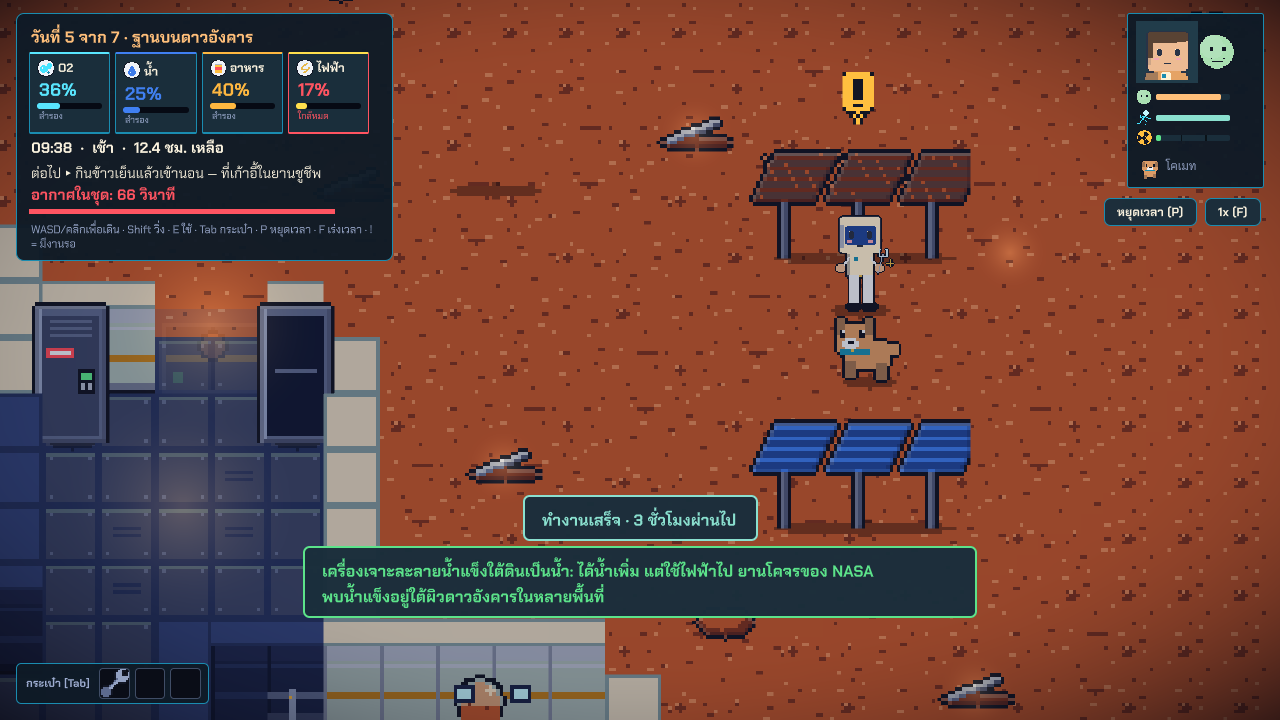 วันที่ 5 จาก 7 · ฐานบนดาวอังคาร
O2
36%
สำรอง
น้ำ
25%
สำรอง
อาหาร
40%
สำรอง
ไฟฟ้า
17%
ใกล้หมด
09:38 · เช้า · 12.4 ชม. เหลือ
ต่อไป ▸ กินข้าวเย็นแล้วเข้านอน — ที่เก้าอี้ในยานชูชีพ
อากาศในชุด: 66 วินาที
WASD/คลิกเพื่อเดิน · Shift วิ่ง · E ใช้ · Tab กระเป๋า · P หยุดเวลา · F เร่งเวลา · !
= มีงานรอ
โคเมท
หยุดเวลา (P)
1x (F)
ทำงานเสร็จ · 3 ชั่วโมงผ่านไป
เครื่องเจาะละลายน้ำแข็งใต้ดินเป็นน้ำ: ได้น้ำเพิ่ม แต่ใช้ไฟฟ้าไป ยานโคจรของ NASA
พบน้ำแข็งอยู่ใต้ผิวดาวอังคารในหลายพื้นที่
กระเป๋า [Tab]